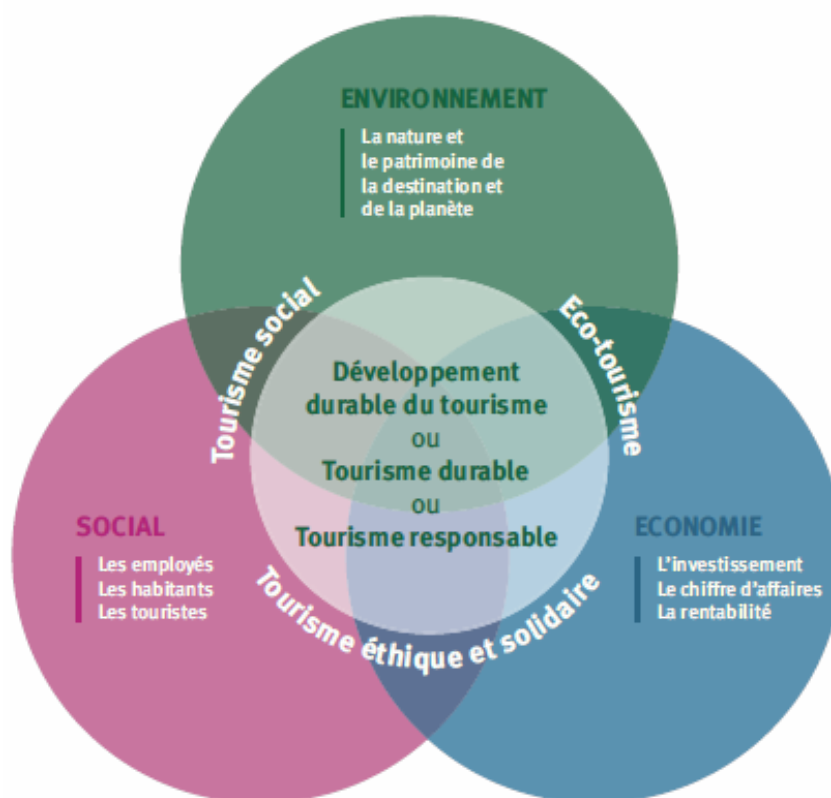 ENVIRONNEMENT
La nature et
le patrimoine de
la destination et
de la planète
Tourisme social
Eco-tourisme
Développement
durable du tourisme
ou
Tourisme durable
ou
Tourisme responsable
SOCIAL
Les employés
Les habitants
Les touristes
ECONOMIE
L'investissement
Le chiffre d'affaires
La rentabilité
Tourisme éthique et solidaire